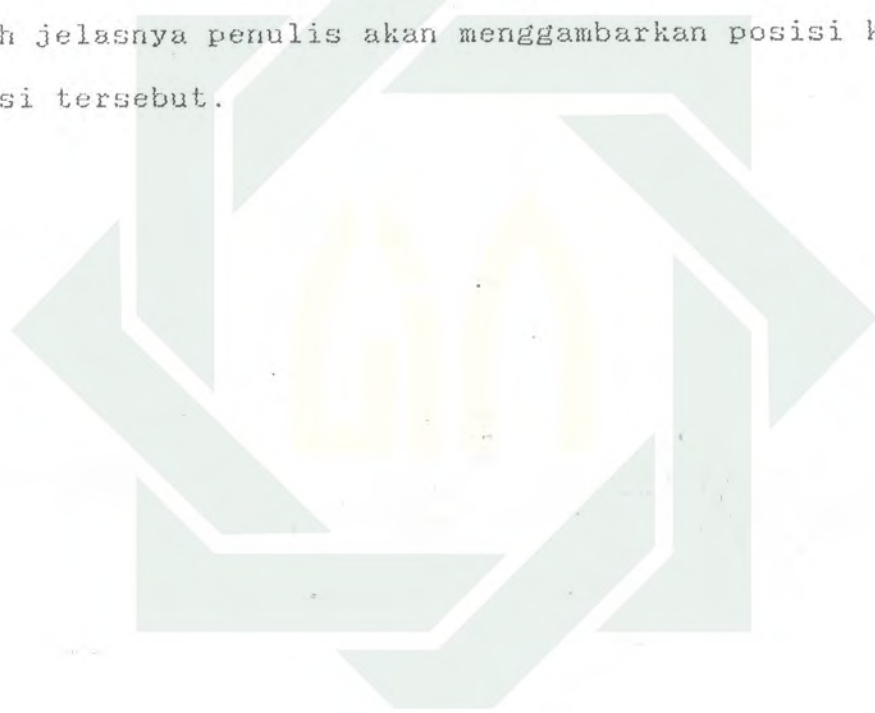 h jelasnya penulis akan menggambarkan posisi k
si tersebut.